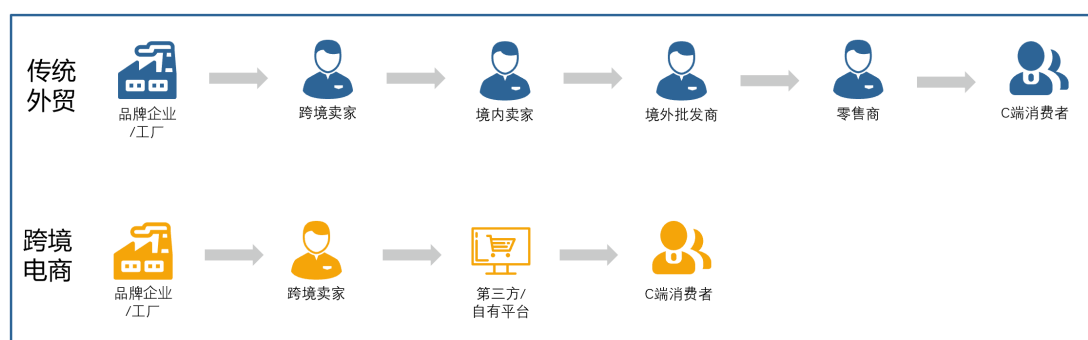 传统
外贸
品牌企业
/工厂
跨境卖家
境内卖家
境外批发商
零售商
C端消费者
跨境
电商
品牌企业
/工厂
跨境卖家
第三方/
自有平台
C端消费者